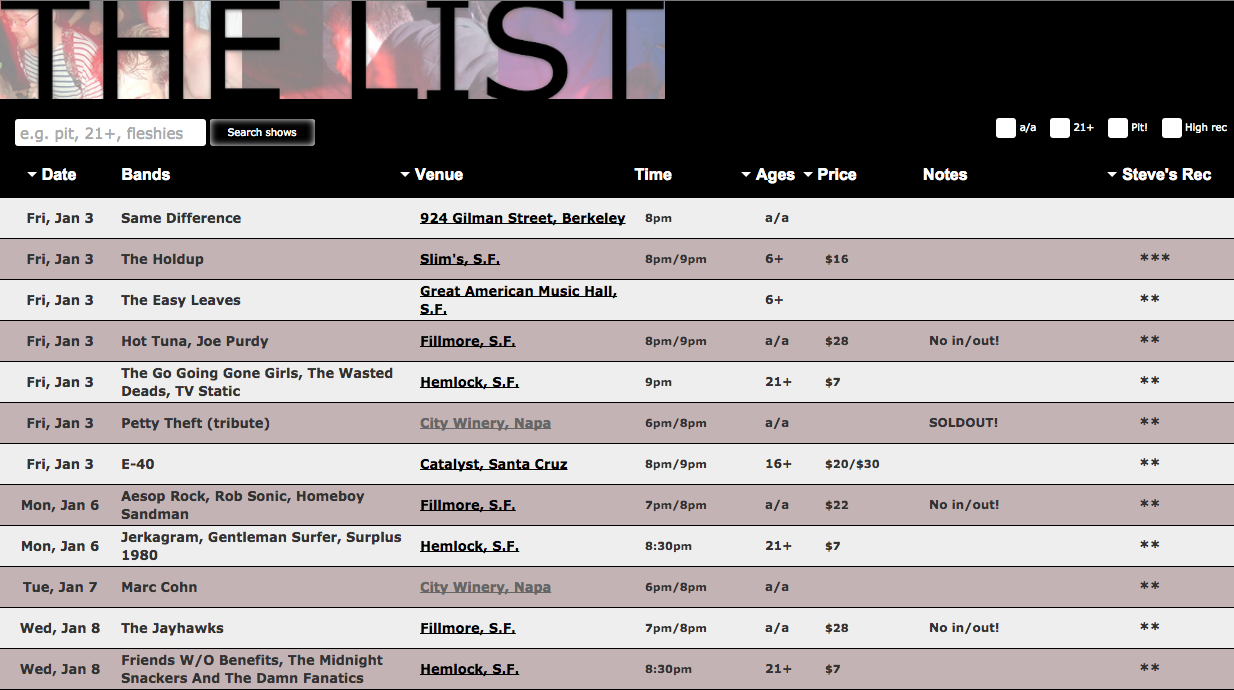 THE LIST
e.g. pit, 21+, fleshies Search shows a/a 21+ Pit! High rec
Date Bands Venue Time Ages Price Notes Steve's Rec
Fri, Jan 3 Same Difference 924 Gilman Street, Berkeley 8pm a/a
Fri, Jan 3 The Holdup Slim's, S.F. 8pm/9pm 6+ $16 ***
Fri, Jan 3 The Easy Leaves Great American Music Hall,
S.F. 6+ **
Fri, Jan 3 Hot Tuna, Joe Purdy Fillmore, S.F. 8pm/9pm a/a $28 No in/out! **
Fri, Jan 3 The Go Going Gone Girls, The Wasted
Deads, TV Static Hemlock, S.F. 9pm 21+ $7 **
Fri, Jan 3 Petty Theft (tribute) City Winery, Napa 6pm/8pm a/a SOLDOUT! **
Fri, Jan 3 E-40 Catalyst, Santa Cruz 8pm/9pm 16+ $20/$30 **
Mon, Jan 6 Aesop Rock, Rob Sonic, Homeboy
Sandman Fillmore, S.F. 7pm/8pm a/a $22 No in/out! **
Mon, Jan 6 Jerkagram, Gentleman Surfer, Surplus
1980 Hemlock, S.F. 8:30pm 21+ $7 **
Tue, Jan 7 Marc Cohn City Winery, Napa 6pm/8pm a/a **
Wed, Jan 8 The Jayhawks Fillmore, S.F. 7pm/8pm a/a $28 No in/out! **
Wed, Jan 8 Friends W/O Benefits, The Midnight
Snackers And The Damn Fanatics Hemlock, S.F. 8:30pm 21+ $7 **